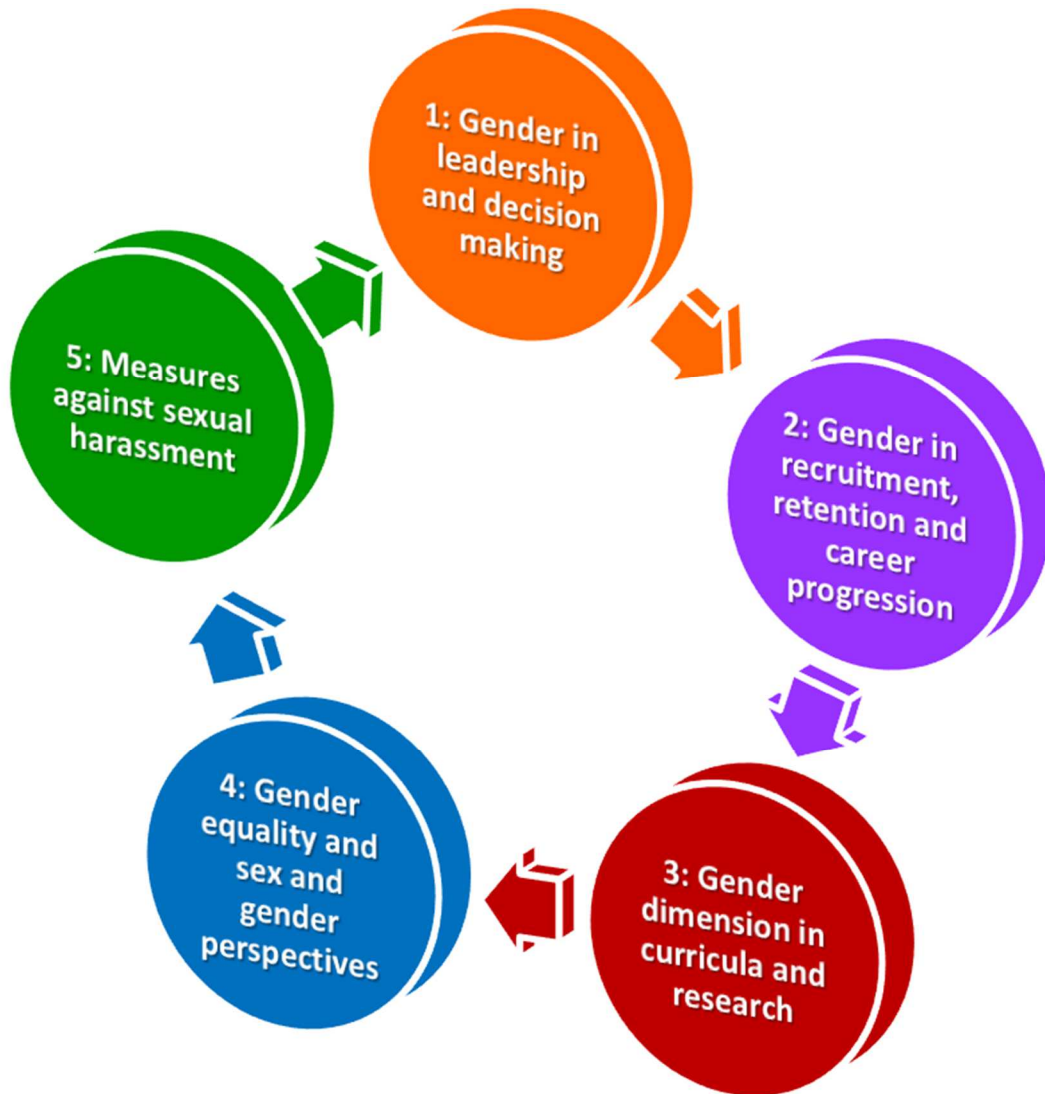 1: Gender in
leadership
and decision
making
2: Gender in
recruitment,
retention and
career
progression
3: Gender
dimension in
curricula and
research
4: Gender
equality and
sex and
gender
perspectives
5: Measures
against sexual
harassment